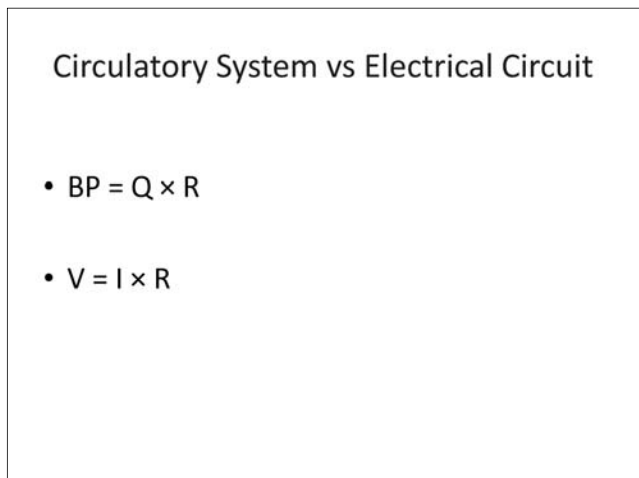 Circulatory System vs Electrical Circuit
• BP = Q × R
• V = I × R